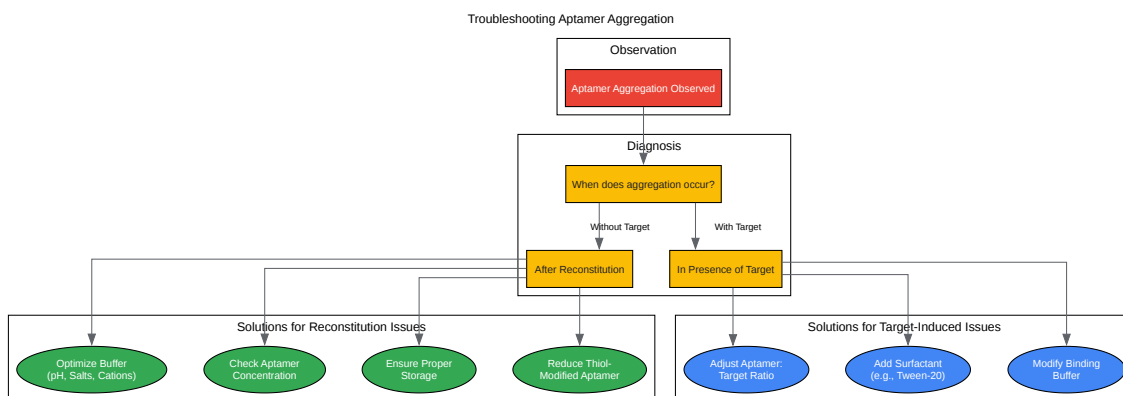 Troubleshooting Aptamer Aggregation
Observation
Aptamer Aggregation Observed
Diagnosis
When does aggregation occur?
Without Target
With Target
After Reconstitution
In Presence of Target
Solutions for Reconstitution Issues
Optimize Buffer
(pH, Salts, Cations)
Check Aptamer
Concentration
Ensure Proper
Storage
Reduce Thiol-
Modified Aptamer
Solutions for Target-Induced Issues
Adjust Aptamer:
Target Ratio
Add Surfactant
(e.g., Tween-20)
Modify Binding
Buffer